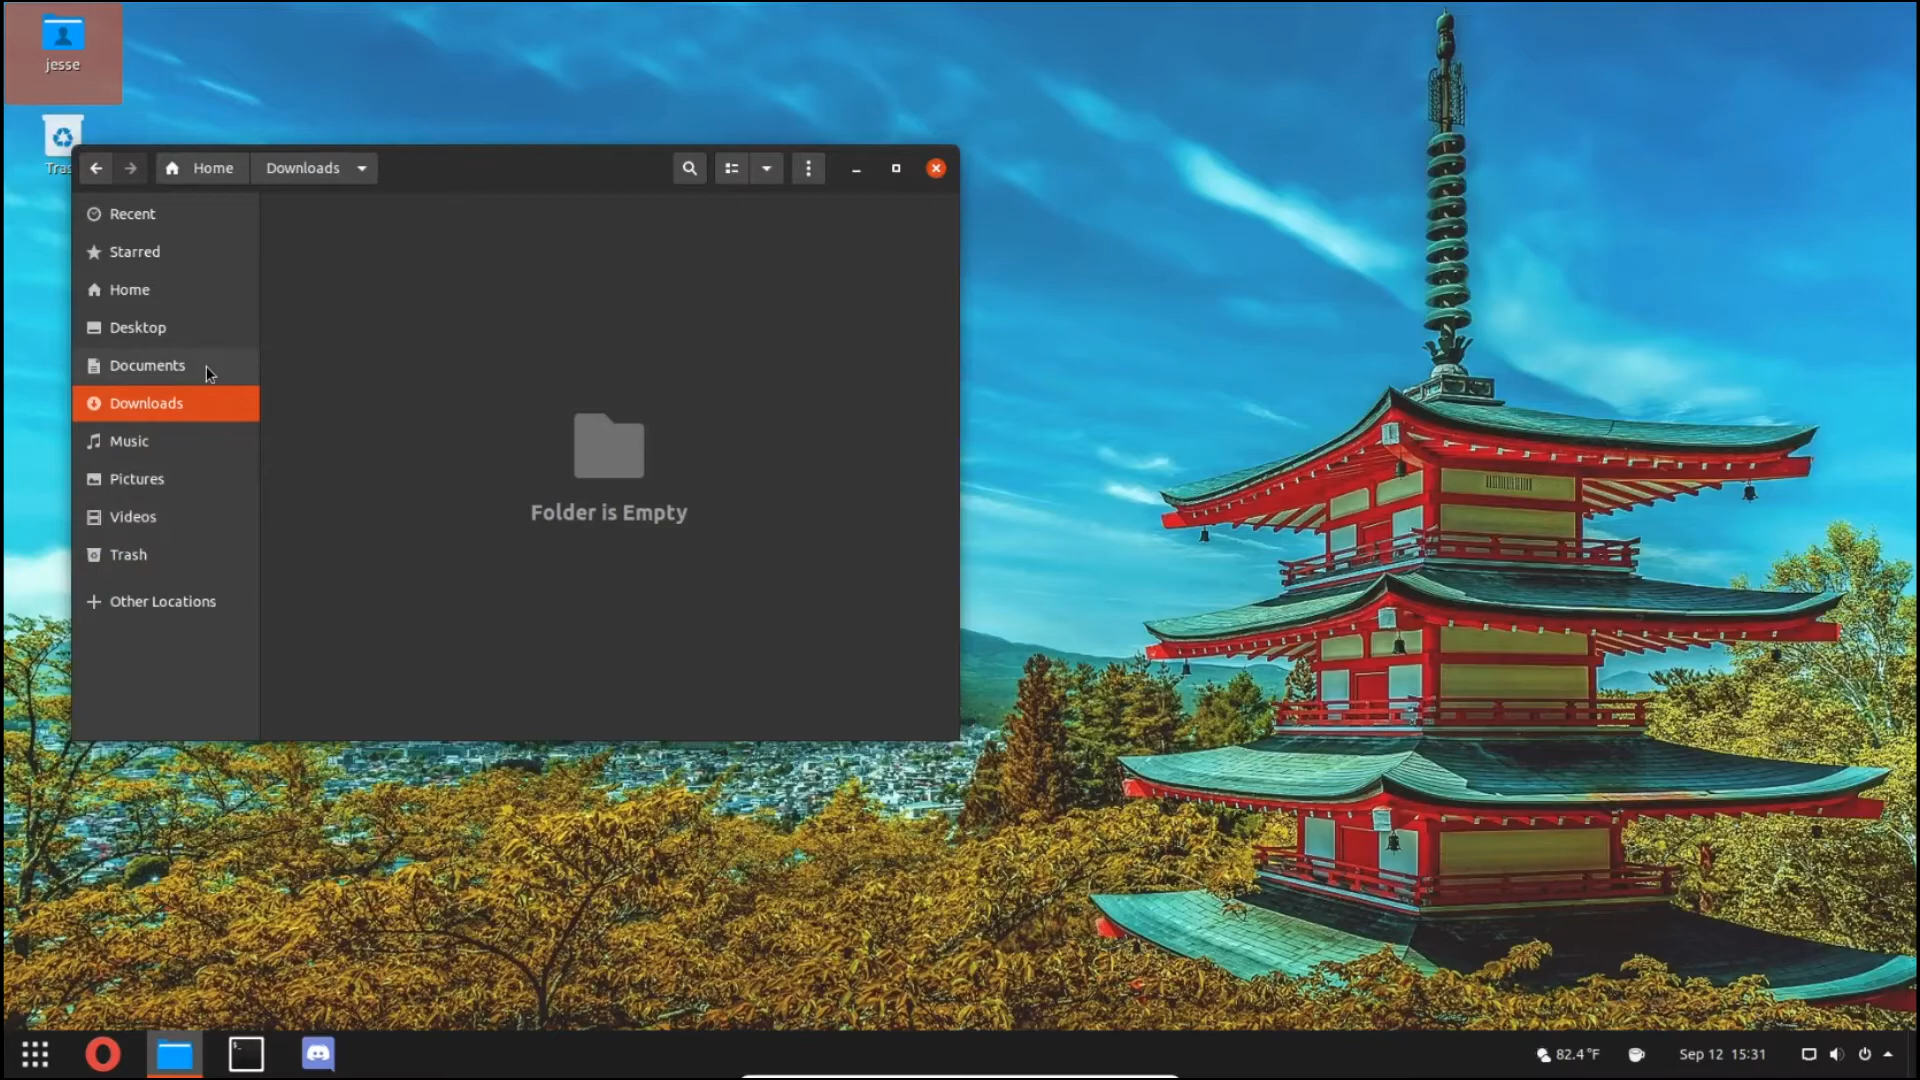 jesse
Tras
Home
Downloads
Recent
Starred
Home
Desktop
Documents
Downloads
Music
Pictures
Videos
Trash
Other Locations
Folder is Empty
82.4 °F
Sep 12 15:31